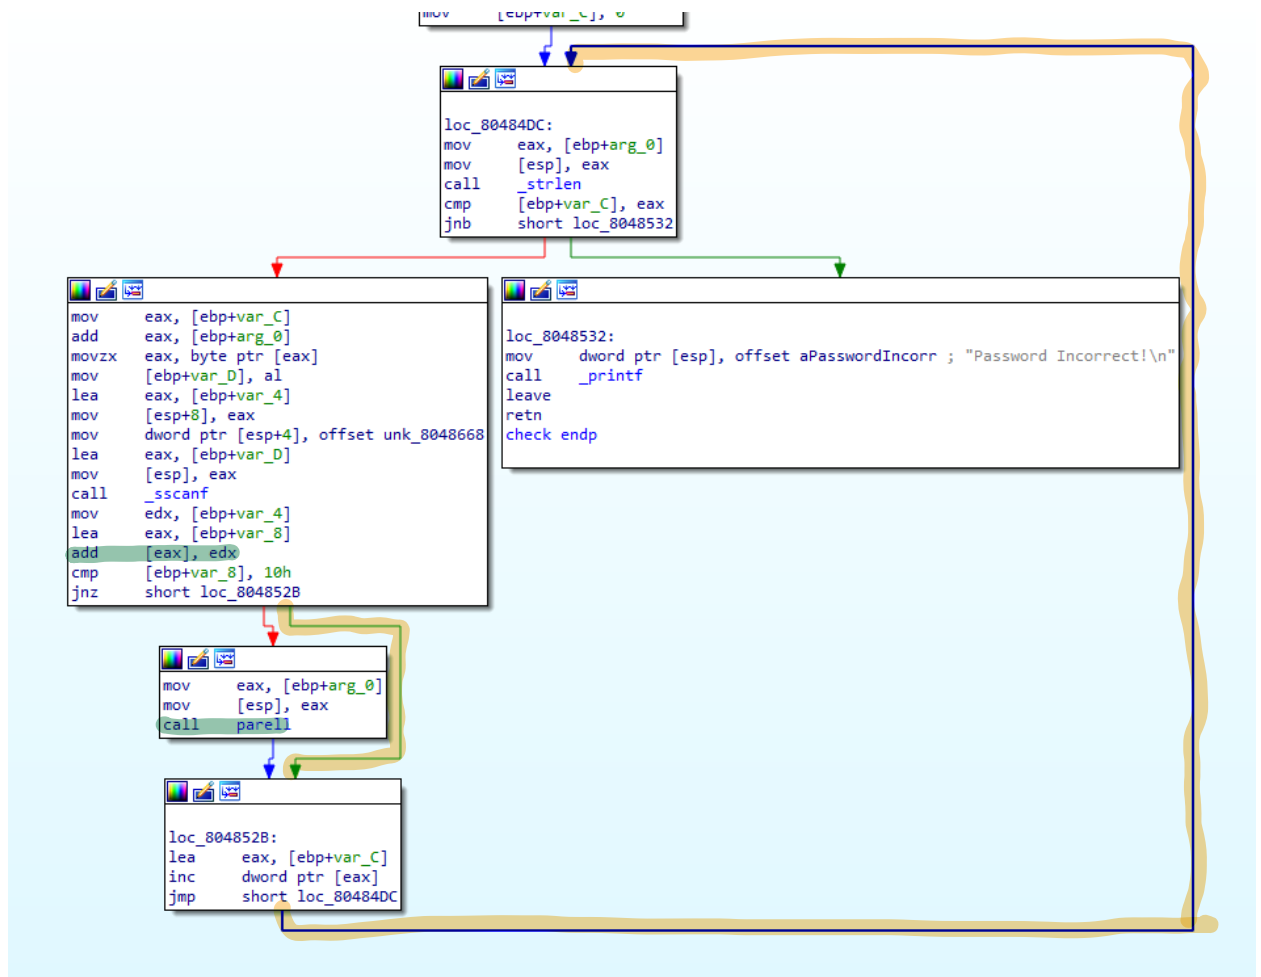 mov [ebp+var_C], 0
loc_80484DC:
mov eax, [ebp+arg_0]
mov [esp], eax
call _strlen
cmp [ebp+var_C], eax
jnb short loc_8048532
mov eax, [ebp+var_C]
add eax, [ebp+arg_0]
movzx eax, byte ptr [eax]
mov [ebp+var_D], al
lea eax, [ebp+var_4]
mov [esp+8], eax
mov dword ptr [esp+4], offset unk_8048668
lea eax, [ebp+var_D]
mov [esp], eax
call _sscanf
mov edx, [ebp+var_4]
lea eax, [ebp+var_8]
add [eax], edx
cmp [ebp+var_8], 10h
jnz short loc_804852B
loc_8048532:
mov dword ptr [esp], offset aPasswordIncorr ; "Password Incorrect!\n"
call _printf
leave
retn
check endp
mov eax, [ebp+arg_0]
mov [esp], eax
call parell
loc_804852B:
lea eax, [ebp+var_C]
inc dword ptr [eax]
jmp short loc_80484DC